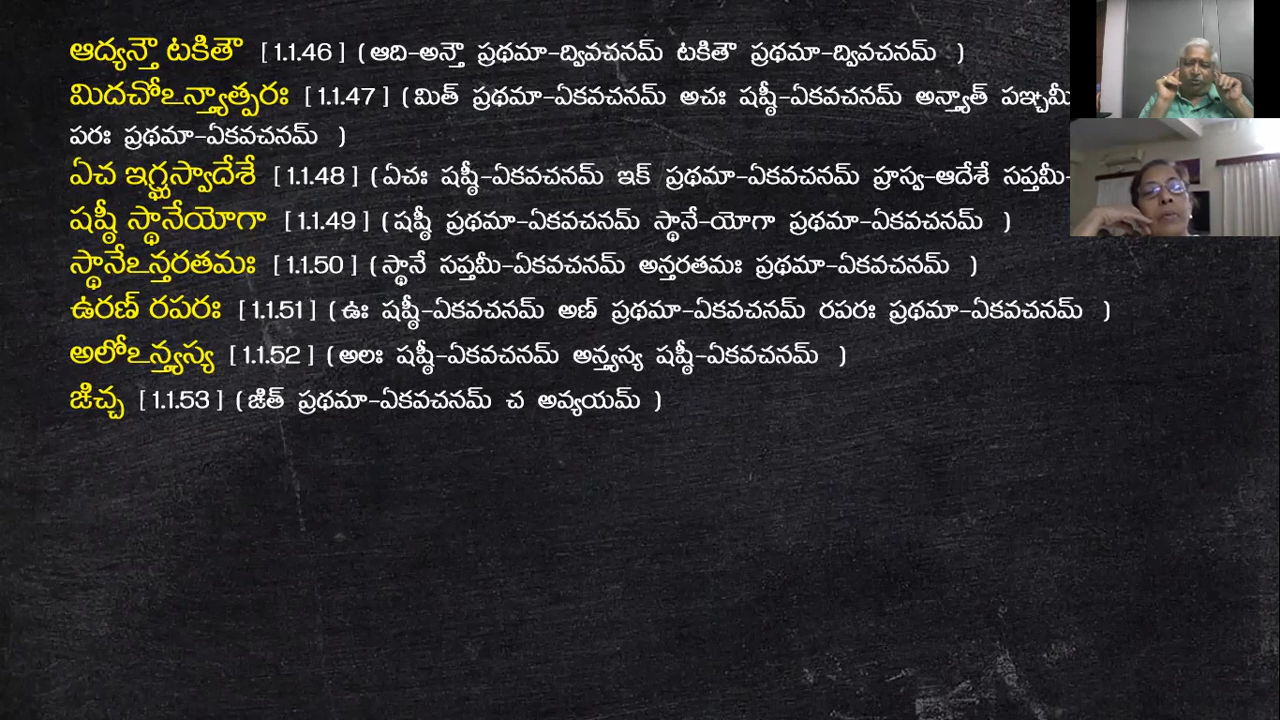 ఆద్యన్తౌ టకితౌ [ 1.1.46 ] ( ఆది-అన్తౌ ప్రథమా-ద్వివచనమ్ టకితౌ ప్రథమా-ద్వివచనమ్ )
మిదచోఽన్త్యాత్పరః [ 1.1.47 ] ( మిత్ ప్రథమా-ఏకవచనమ్ అచః షష్ఠీ-ఏకవచనమ్ అన్త్యాత్ పఞ్చమీ
పరః ప్రథమా-ఏకవచనమ్ )
ఏచ ఇగ్ఘ్రస్వాదేశే [ 1.1.48 ] ( ఏచః షష్ఠీ-ఏకవచనమ్ ఇక్ ప్రథమా-ఏకవచనమ్ హ్రస్వ-ఆదేశే సప్తమీ-
షష్ఠీ స్థానేయోగా [ 1.1.49 ] ( షష్ఠీ ప్రథమా-ఏకవచనమ్ స్థానే-యోగా ప్రథమా-ఏకవచనమ్ )
స్థానేఽన్తరతమః [ 1.1.50 ] ( స్థానే సప్తమీ-ఏకవచనమ్ అన్తరతమః ప్రథమా-ఏకవచనమ్ )
ఉరణ్ రపరః [ 1.1.51 ] ( ఉః షష్ఠీ-ఏకవచనమ్ అణ్ ప్రథమా-ఏకవచనమ్ రపరః ప్రథమా-ఏకవచనమ్ )
అలోఽన్త్యస్య [ 1.1.52 ] ( అలః షష్ఠీ-ఏకవచనమ్ అన్త్యస్య షష్ఠీ-ఏకవచనమ్ )
ఙిచ్చ [ 1.1.53 ] ( ఙిత్ ప్రథమా-ఏకవచనమ్ చ అవ్యయమ్ )